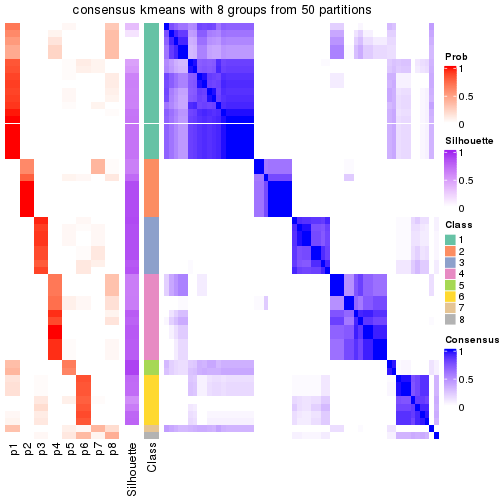 consensus kmeans with 8 groups from 50 partitions
Prob
1
0.5
0
Silhouette
1
0.5
0
Class
1
2
3
4
5
6
7
8
Consensus
1
0.5
0
p1
p2
p3
p4
p5
p6
p7
p8
Silhouette
Class